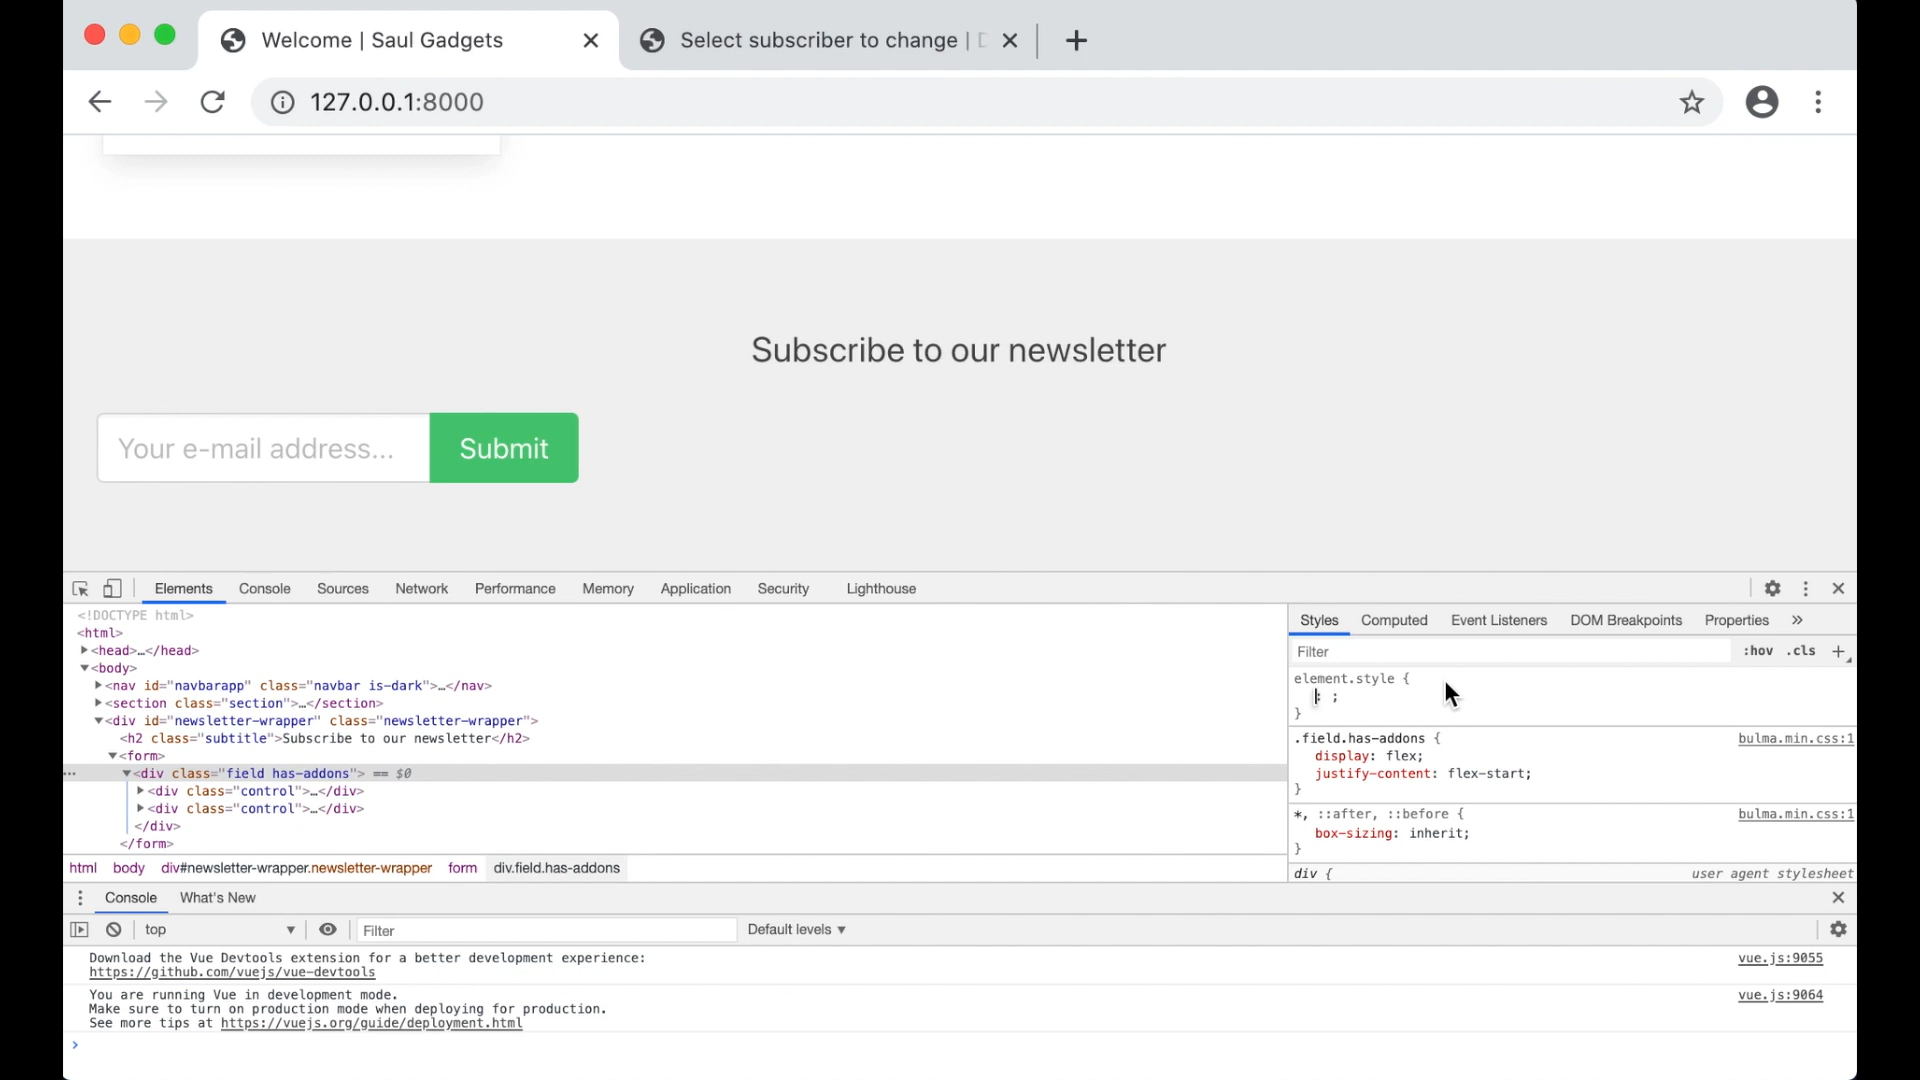 Welcome | Saul Gadgets
Select subscriber to change |
127.0.0.1:8000
Subscribe to our newsletter
Your e-mail address...
Submit
Elements Console Sources Network Performance Memory Application Security Lighthouse
<!DOCTYPE html>
<html>
<head>…</head>
<body>
<nav id="navbarapp" class="navbar is-dark">…</nav>
<section class="section">…</section>
<div id="newsletter-wrapper" class="newsletter-wrapper">
<h2 class="subtitle">Subscribe to our newsletter</h2>
<form>
<div class="field has-addons"> == $0
<div class="control">…</div>
<div class="control">…</div>
</div>
</form>
html body div#newsletter-wrapper.newsletter-wrapper form div.field.has-addons
Styles Computed Event Listeners DOM Breakpoints Properties »
Filter :hov .cls +
element.style {
: ;
}
.field.has-addons { bulma.min.css:1
display: flex;
justify-content: flex-start;
}
*, ::after, ::before { bulma.min.css:1
box-sizing: inherit;
}
div { user agent stylesheet
Console What's New
top Filter Default levels
Download the Vue Devtools extension for a better development experience: vue.js:9055
https://github.com/vuejs/vue-devtools
You are running Vue in development mode. vue.js:9064
Make sure to turn on production mode when deploying for production.
See more tips at https://vuejs.org/guide/deployment.html